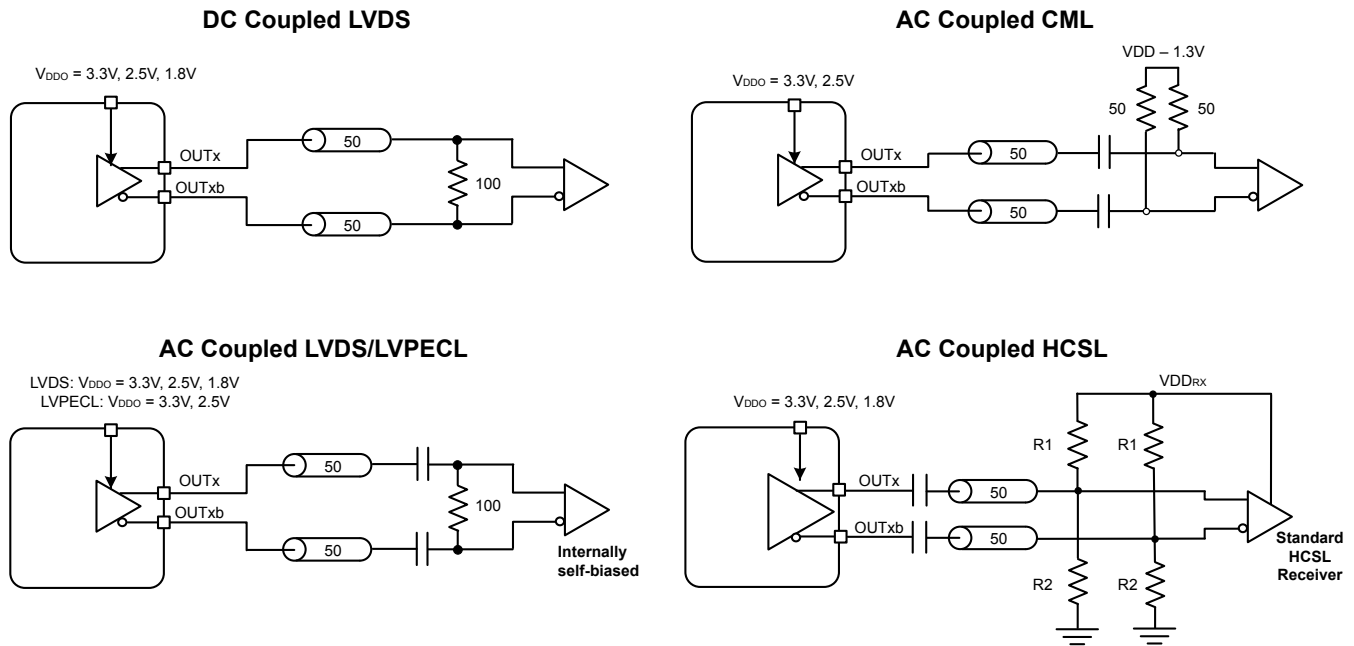 DC Coupled LVDS
VDDO = 3.3V, 2.5V, 1.8V
OUTx
OUTxb
50
50
100
AC Coupled CML
VDD – 1.3V
VDDO = 3.3V, 2.5V
50
50
OUTx
OUTxb
50
50
AC Coupled LVDS/LVPECL
LVDS: VDDO = 3.3V, 2.5V, 1.8V
LVPECL: VDDO = 3.3V, 2.5V
OUTx
OUTxb
50
50
100
Internally
self-biased
AC Coupled HCSL
VDDRX
VDDO = 3.3V, 2.5V, 1.8V
R1
R1
OUTx
OUTxb
50
50
R2
R2
Standard
HCSL
Receiver